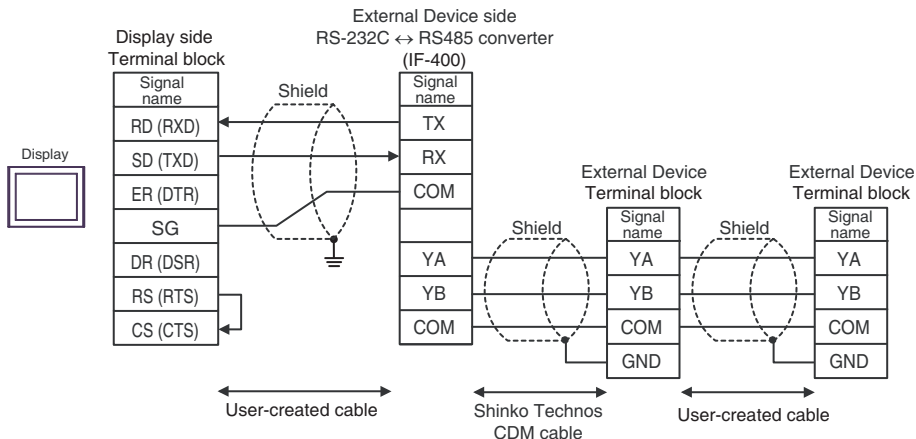 External Device side
RS-232C ↔ RS485 converter
(IF-400)
Display side
Terminal block
Signal
name
RD (RXD)
SD (TXD)
ER (DTR)
SG
DR (DSR)
RS (RTS)
CS (CTS)
Display
Shield
Signal
name
TX
RX
COM
YA
YB
COM
Shield
External Device
Terminal block
Signal
name
YA
YB
COM
GND
Shield
External Device
Terminal block
Signal
name
YA
YB
COM
GND
User-created cable
Shinko Technos
CDM cable
User-created cable